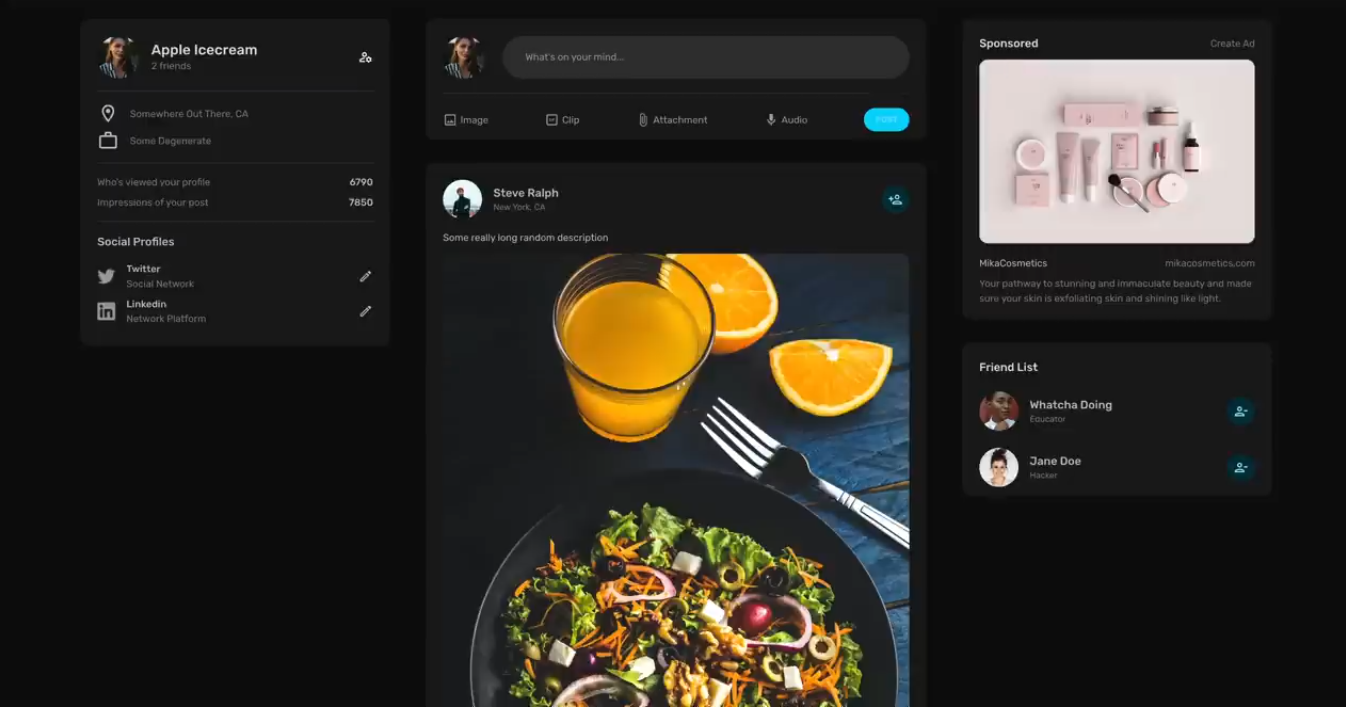 Apple Icecream
2 friends
Somewhere Out There, CA
Some Degenerate
Who's viewed your profile 6790
Impressions of your post 7850
Social Profiles
Twitter
Social Network
Linkedin
Network Platform
What's on your mind...
Image Clip Attachment Audio POST
Steve Ralph
New York, CA
Some really long random description
Sponsored Create Ad
MikaCosmetics mikacosmetics.com
Your pathway to stunning and immaculate beauty and made
sure your skin is exfoliating skin and shining like light.
Friend List
Whatcha Doing
Educator
Jane Doe
Hacker